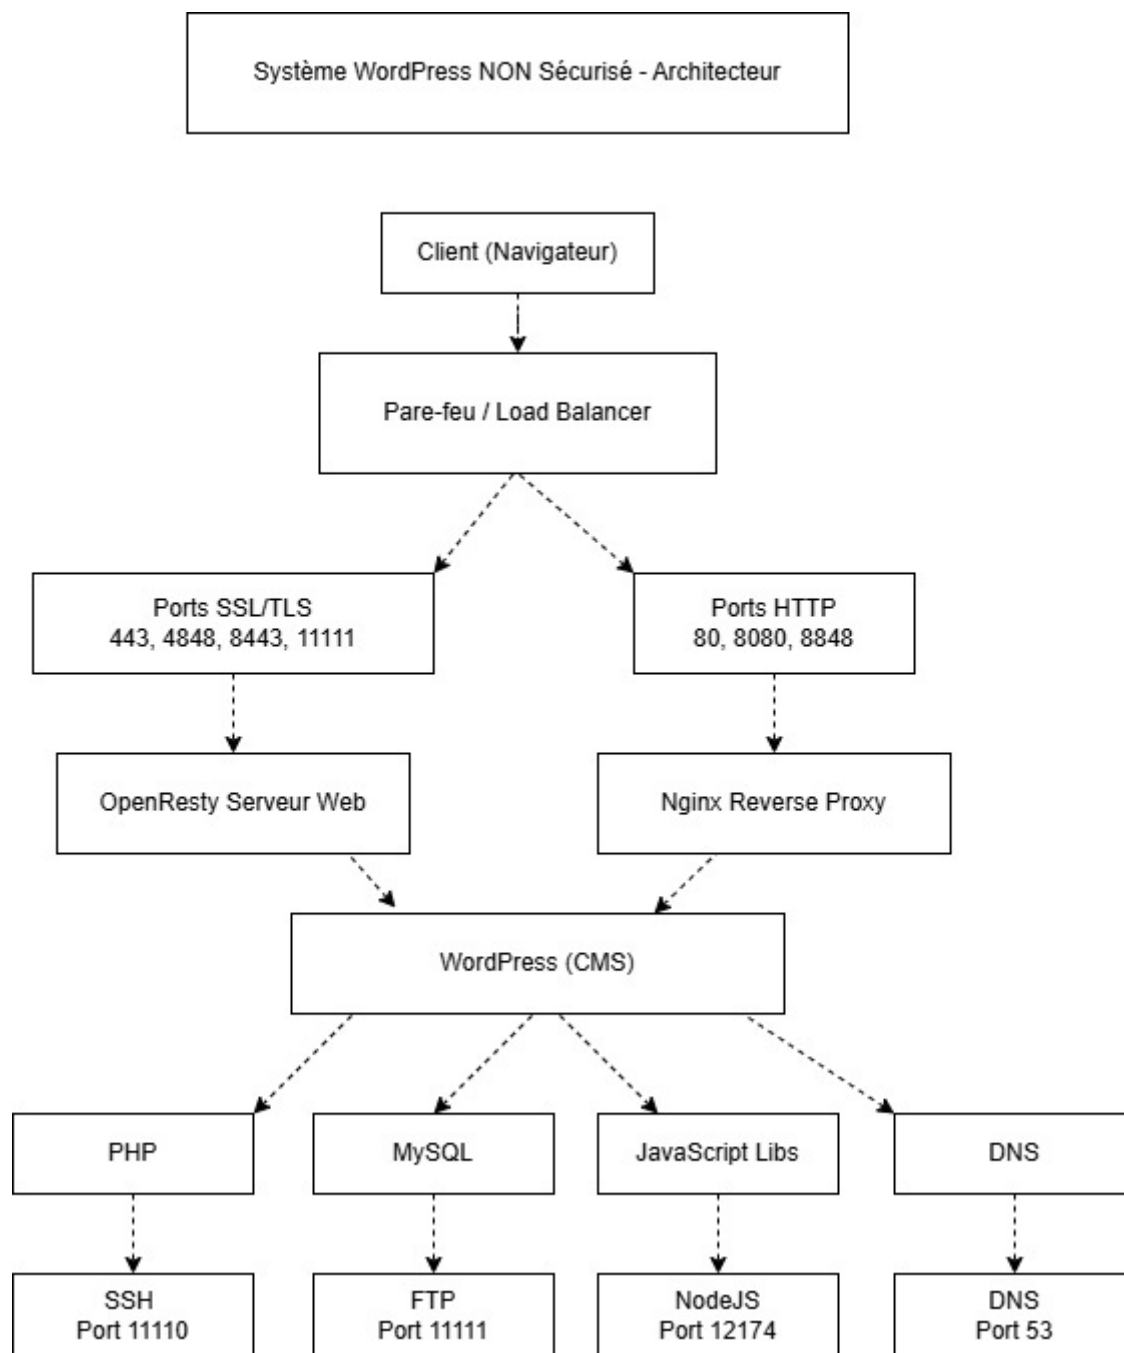 Système WordPress NON Sécurisé - Architecteur
Client (Navigateur)
Pare-feu / Load Balancer
Ports SSL/TLS
443, 4848, 8443, 11111
Ports HTTP
80, 8080, 8848
OpenResty Serveur Web
Nginx Reverse Proxy
WordPress (CMS)
PHP
MySQL
JavaScript Libs
DNS
SSH
Port 11110
FTP
Port 11111
NodeJS
Port 12174
DNS
Port 53